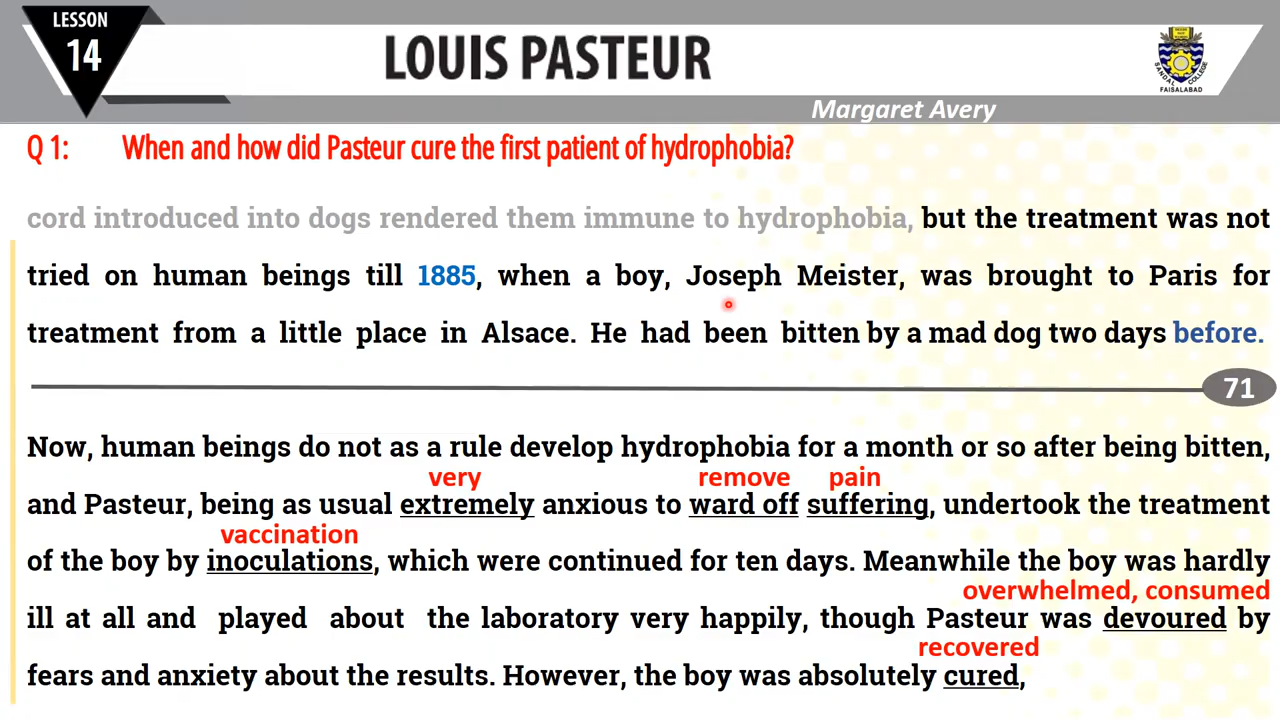 LESSON
14
LOUIS PASTEUR
SANDAL COLLEGE
FAISALABAD
Margaret Avery
Q 1: When and how did Pasteur cure the first patient of hydrophobia?
cord introduced into dogs rendered them immune to hydrophobia, but the treatment was not
tried on human beings till 1885, when a boy, Joseph Meister, was brought to Paris for
treatment from a little place in Alsace. He had been bitten by a mad dog two days before.
71
Now, human beings do not as a rule develop hydrophobia for a month or so after being bitten,
very remove pain
and Pasteur, being as usual extremely anxious to ward off suffering, undertook the treatment
vaccination
of the boy by inoculations, which were continued for ten days. Meanwhile the boy was hardly
overwhelmed, consumed
ill at all and played about the laboratory very happily, though Pasteur was devoured by
recovered
fears and anxiety about the results. However, the boy was absolutely cured,